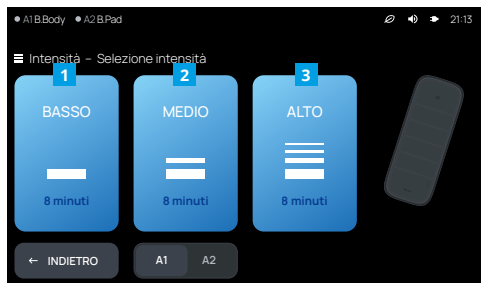 A1 B.Body A2 B.Pad 21:13
Intensità – Selezione intensità
1 2 3
BASSO MEDIO ALTO
8 minuti 8 minuti 8 minuti
← INDIETRO A1 A2